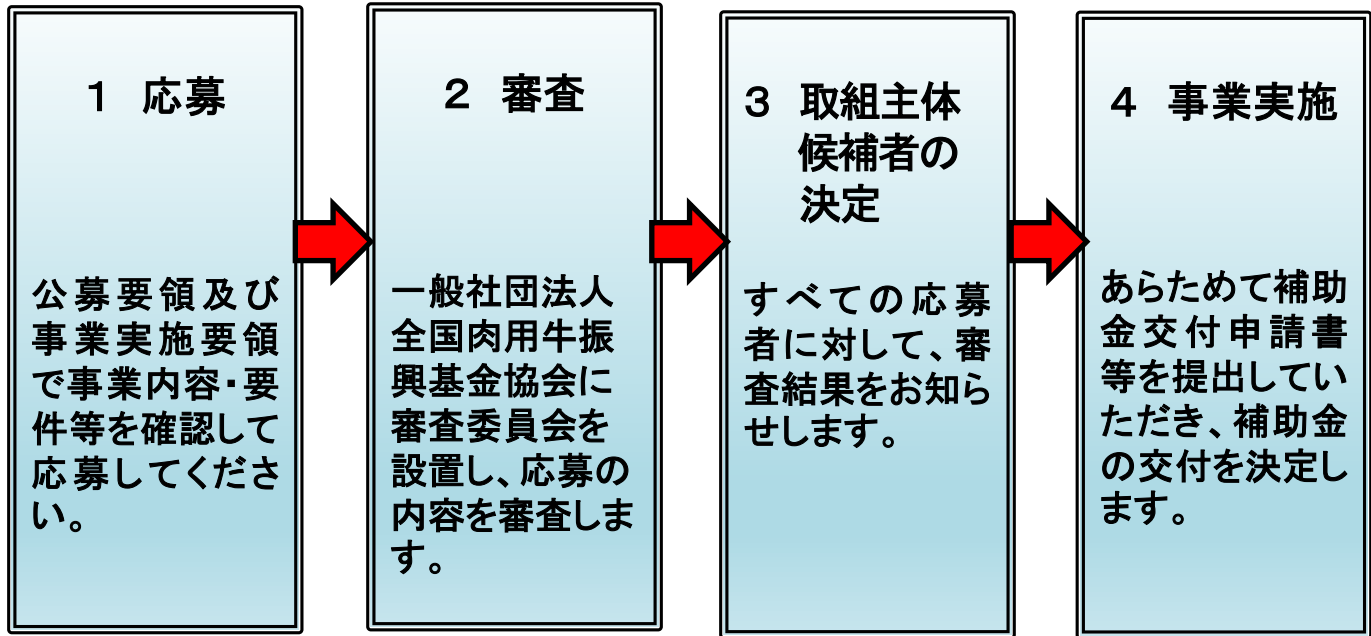 １　応募
公募要領及び
事業実施要領
で事業内容・要
件等を確認して
応募してくださ
い。
２　審査
一般社団法人
全国肉用牛振
興基金協会に
審査委員会を
設置し、応募の
内容を審査しま
す。
３　取組主体
候補者の
決定
すべての応募
者に対して、審
査結果をお知ら
せします。
４　事業実施
あらためて補助
金交付申請書
等を提出してい
ただき、補助金
の交付を決定し
ます。